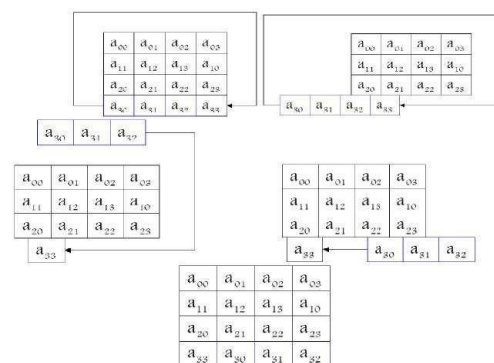 a₀₀ a₀₁ a₀₂ a₀₃
a₁₁ a₁₂ a₁₃ a₁₀
a₂₀ a₂₁ a₂₂ a₂₃
a₃₀ a₃₁ a₃₂ a₃₃
a₀₀ a₀₁ a₀₂ a₀₃
a₁₁ a₁₂ a₁₃ a₁₀
a₂₀ a₂₁ a₂₂ a₂₃
a₃₀ a₃₁ a₃₂ a₃₃
a₃₀ a₃₁ a₃₂
a₀₀ a₀₁ a₀₂ a₀₃
a₁₁ a₁₂ a₁₃ a₁₀
a₂₀ a₂₁ a₂₂ a₂₃
a₃₃
a₀₀ a₀₁ a₀₂ a₀₃
a₁₁ a₁₂ a₁₃ a₁₀
a₂₀ a₂₁ a₂₂ a₂₃
a₃₃ a₃₀ a₃₁ a₃₂
a₀₀ a₀₁ a₀₂ a₀₃
a₁₁ a₁₂ a₁₃ a₁₀
a₂₀ a₂₁ a₂₂ a₂₃
a₃₃ a₃₀ a₃₁ a₃₂